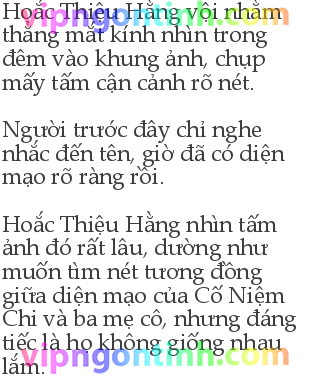 Hoắc Thiệu Hằng vội nhằm
thẳng mắt kính nhìn trong
đêm vào khung ảnh, chụp
mấy tấm cận cảnh rõ nét.
Người trước đây chỉ nghe
nhắc đến tên, giờ đã có diện
mạo rõ ràng rồi.
Hoắc Thiệu Hằng nhìn tấm
ảnh đó rất lâu, dường như
muốn tìm nét tương đồng
giữa diện mạo của Cố Niệm
Chi và ba mẹ cô, nhưng đáng
tiếc là họ không giống nhau
lắm.
vipngontinh.com
vipngontinh.com